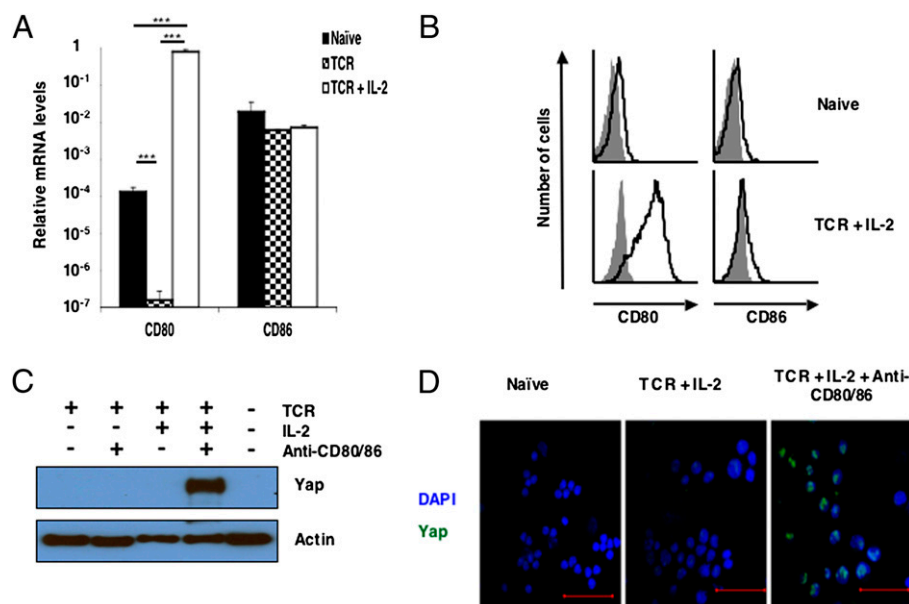 A
Relative mRNA levels
1
10-1
10-2
10-3
10-4
10-5
10-6
10-7
***
***
***
Naïve
TCR
TCR + IL-2
CD80
CD86
B
Number of cells
Naive
TCR + IL-2
CD80
CD86
C
+ + + + - TCR
- - + + - IL-2
- + - + - Anti-CD80/86
Yap
Actin
D
Naïve
TCR + IL-2
TCR + IL-2 + Anti-
CD80/86
DAPI
Yap